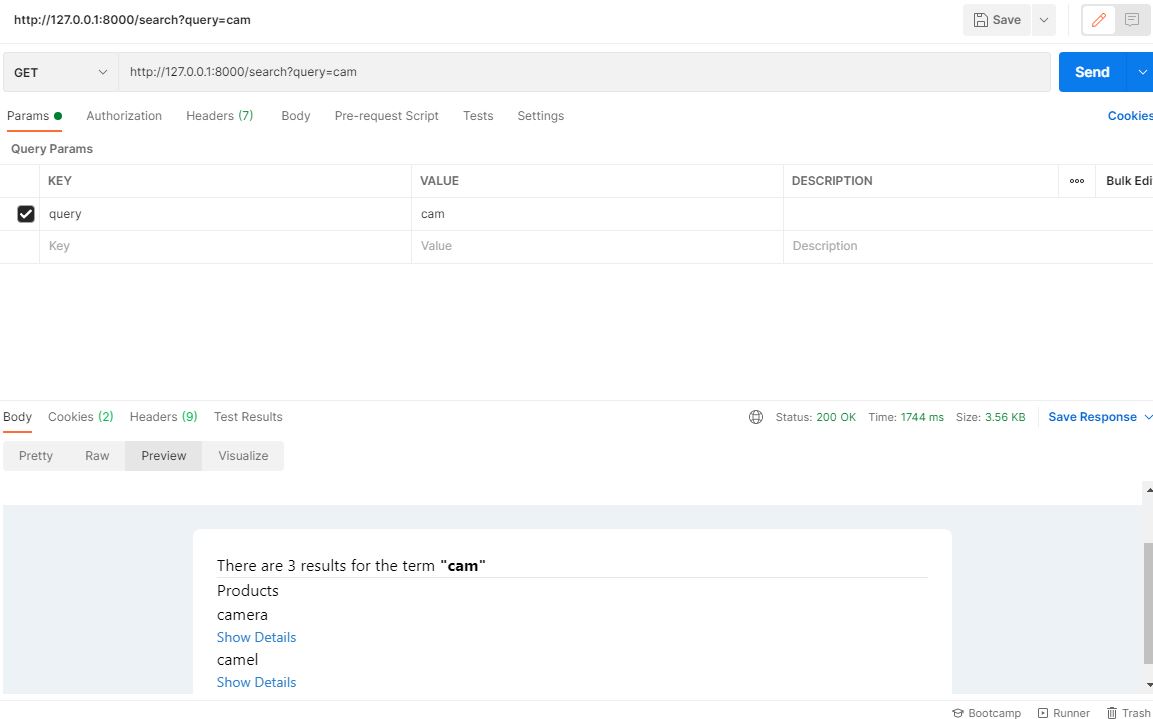 http://127.0.0.1:8000/search?query=cam
Save
GET
http://127.0.0.1:8000/search?query=cam
Send
Params
Authorization
Headers (7)
Body
Pre-request Script
Tests
Settings
Cookies
Query Params
KEY
VALUE
DESCRIPTION
Bulk Edi
query
cam
Key
Value
Description
Body
Cookies (2)
Headers (9)
Test Results
Status: 200 OK
Time: 1744 ms
Size: 3.56 KB
Save Response
Pretty
Raw
Preview
Visualize
There are 3 results for the term "cam"
Products
camera
Show Details
camel
Show Details
Bootcamp
Runner
Trash